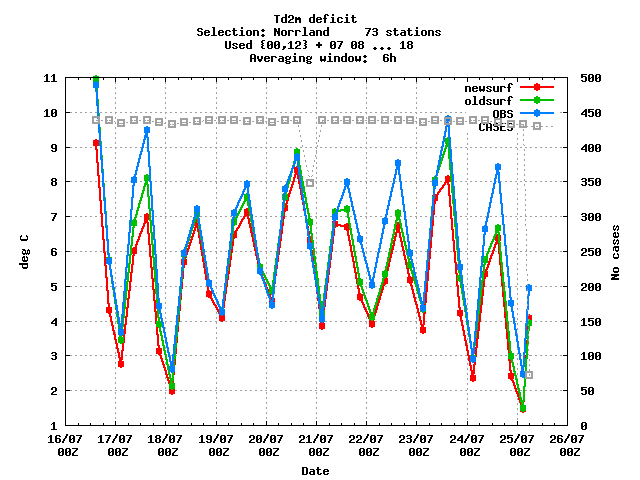 Td2m deficit
Selection: Norrland 73 stations
Used {00,12} + 07 08 ... 18
Averaging window: 6h
newsurf
oldsurf
OBS
CASES
11
10
9
8
7
6
5
4
3
2
1
deg C
500
450
400
350
300
250
200
150
100
50
0
No cases
16/07 17/07 18/07 19/07 20/07 21/07 22/07 23/07 24/07 25/07 26/07
00Z 00Z 00Z 00Z 00Z 00Z 00Z 00Z 00Z 00Z 00Z
Date